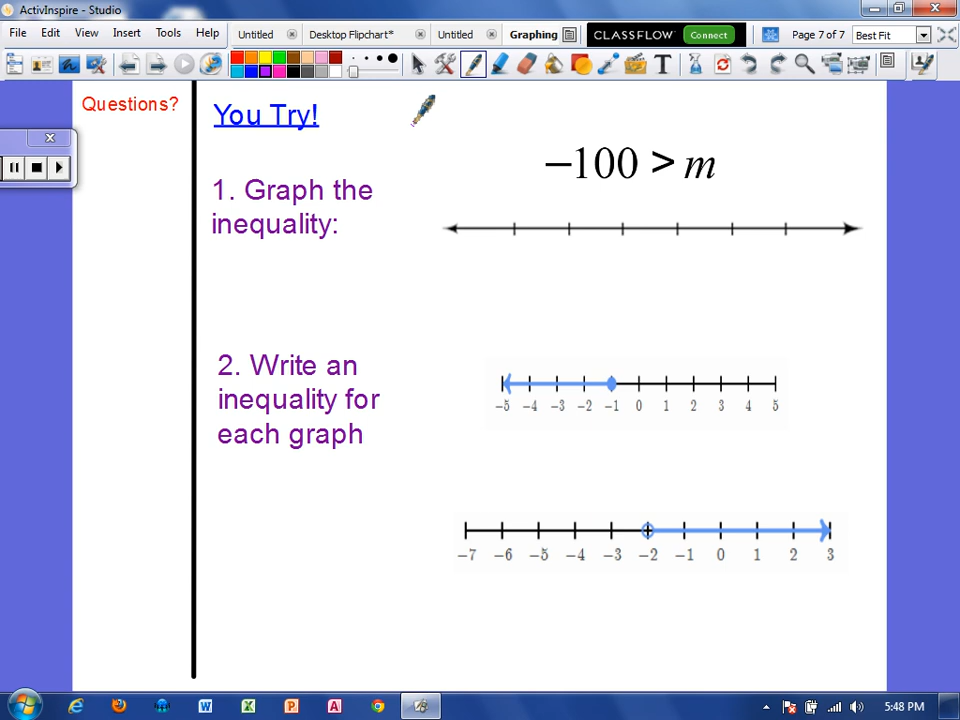 ActivInspire - Studio
File Edit View Insert Tools Help Untitled Desktop Flipchart* Untitled Graphing CLASSFLOW Connect Page 7 of 7 Best Fit
Questions?
You Try!
−100 > m
1. Graph the
inequality:
2. Write an
inequality for
each graph
−5 −4 −3 −2 −1 0 1 2 3 4 5
−7 −6 −5 −4 −3 −2 −1 0 1 2 3
5:48 PM